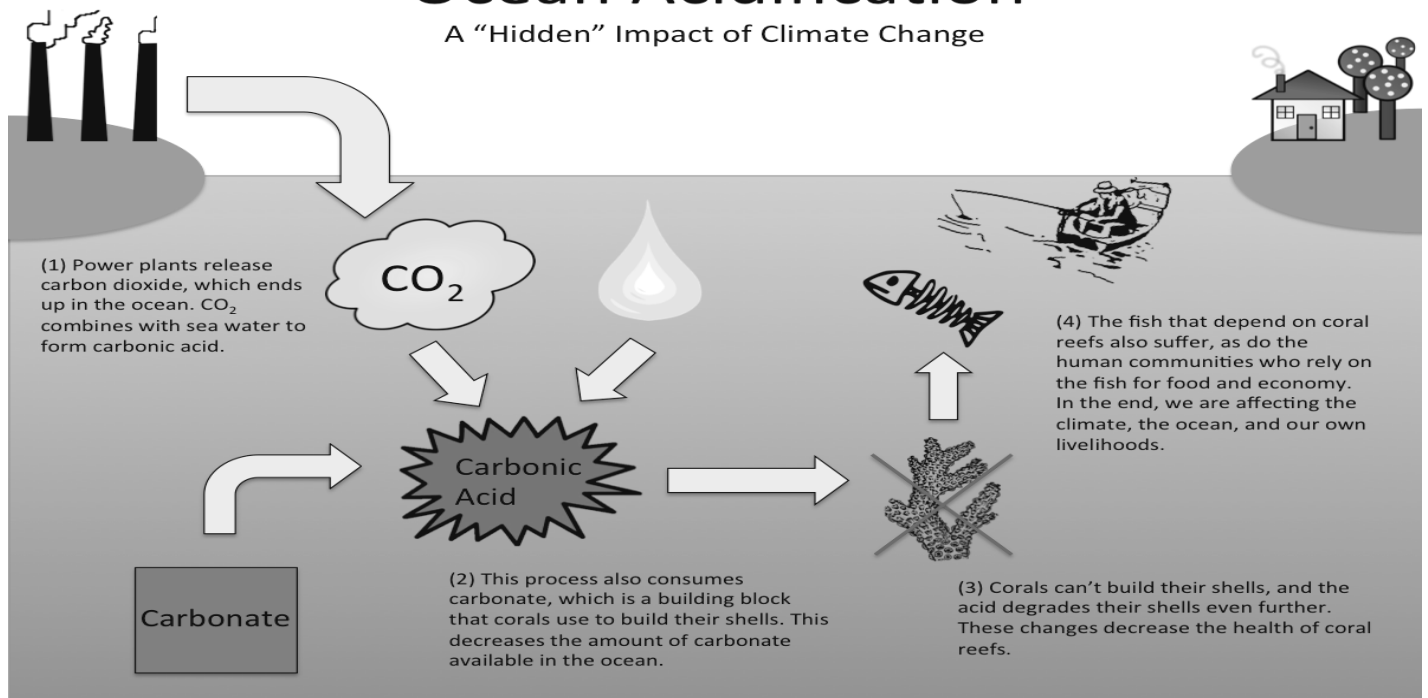 Ocean Acidification
A “Hidden” Impact of Climate Change
(1) Power plants release
carbon dioxide, which ends
up in the ocean. CO₂
combines with sea water to
form carbonic acid.
CO₂
Carbonic
Acid
Carbonate
(2) This process also consumes
carbonate, which is a building block
that corals use to build their shells. This
decreases the amount of carbonate
available in the ocean.
(3) Corals can’t build their shells, and the
acid degrades their shells even further.
These changes decrease the health of coral
reefs.
(4) The fish that depend on coral
reefs also suffer, as do the
human communities who rely on
the fish for food and economy.
In the end, we are affecting the
climate, the ocean, and our own
livelihoods.